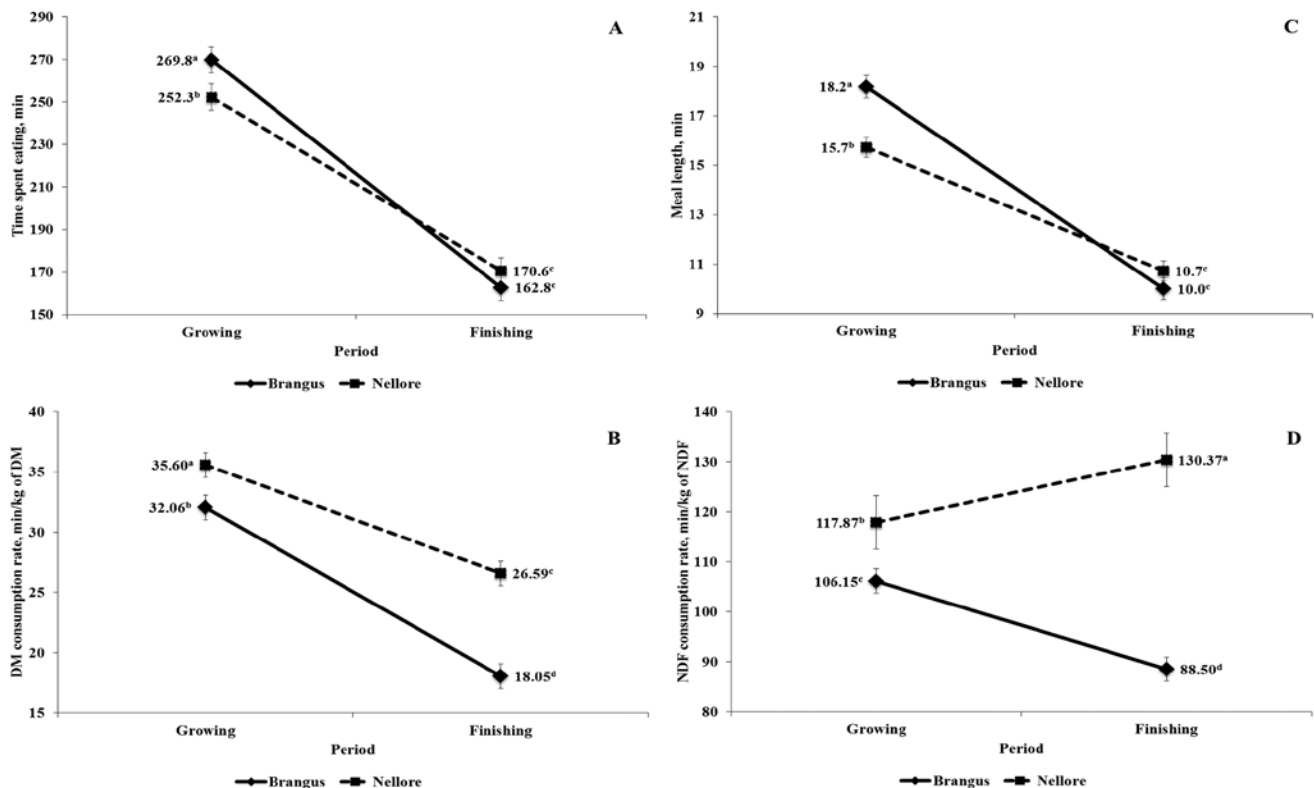 A
Time spent eating, min
290
270
250
230
210
190
170
150
269.8ᵃ
252.3ᵇ
170.6ᶜ
162.8ᶜ
Growing
Finishing
Period
Brangus
Nellore
C
Meal length, min
21
19
17
15
13
11
9
18.2ᵃ
15.7ᵇ
10.7ᶜ
10.0ᶜ
Growing
Finishing
Period
Brangus
Nellore
B
DM consumption rate, min/kg of DM
40
35
30
25
20
15
35.60ᵃ
32.06ᵇ
26.59ᶜ
18.05ᵈ
Growing
Finishing
Period
Brangus
Nellore
D
NDF consumption rate, min/kg of NDF
140
130
120
110
100
90
80
130.37ᵃ
117.87ᵇ
106.15ᶜ
88.50ᵈ
Growing
Finishing
Period
Brangus
Nellore